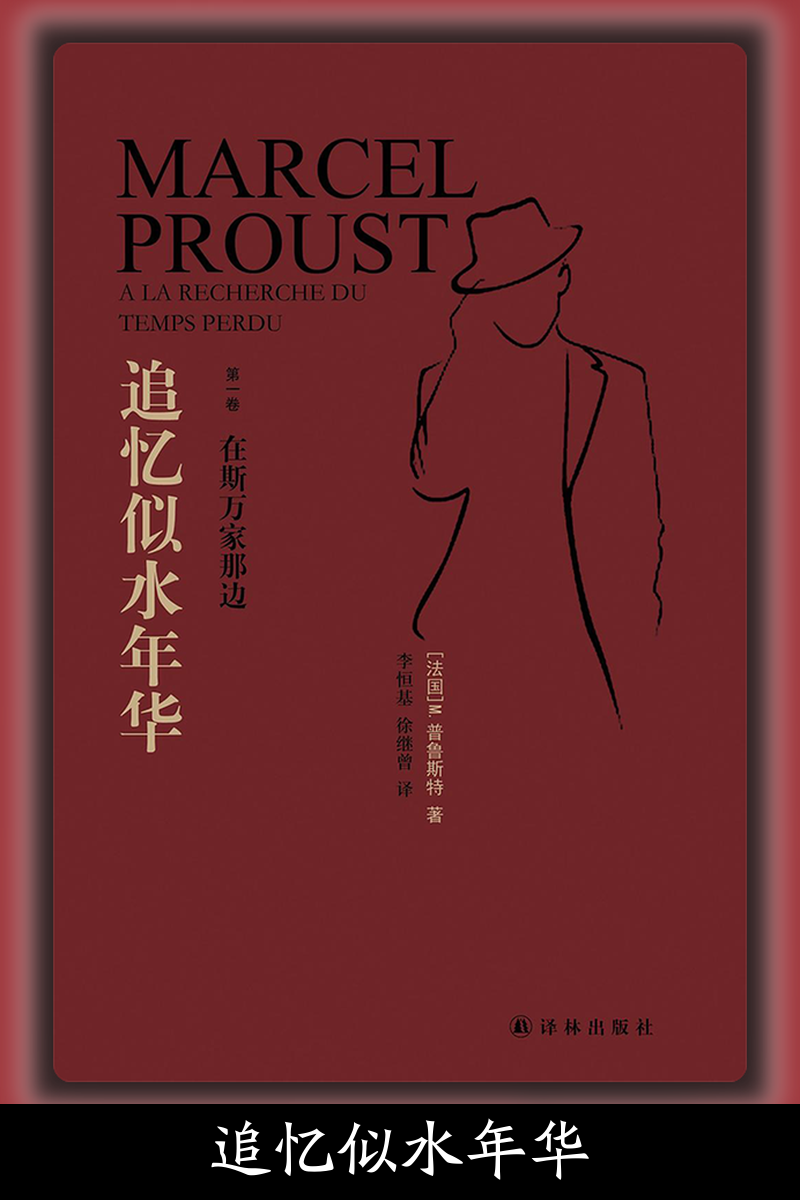 MARCEL
PROUST
A LA RECHERCHE DU
TEMPS PERDU
追忆似水年华
第一卷
在斯万家那边
[法国]M.普鲁斯特 著
李恒基 徐继曾 译
译林出版社
追忆似水年华